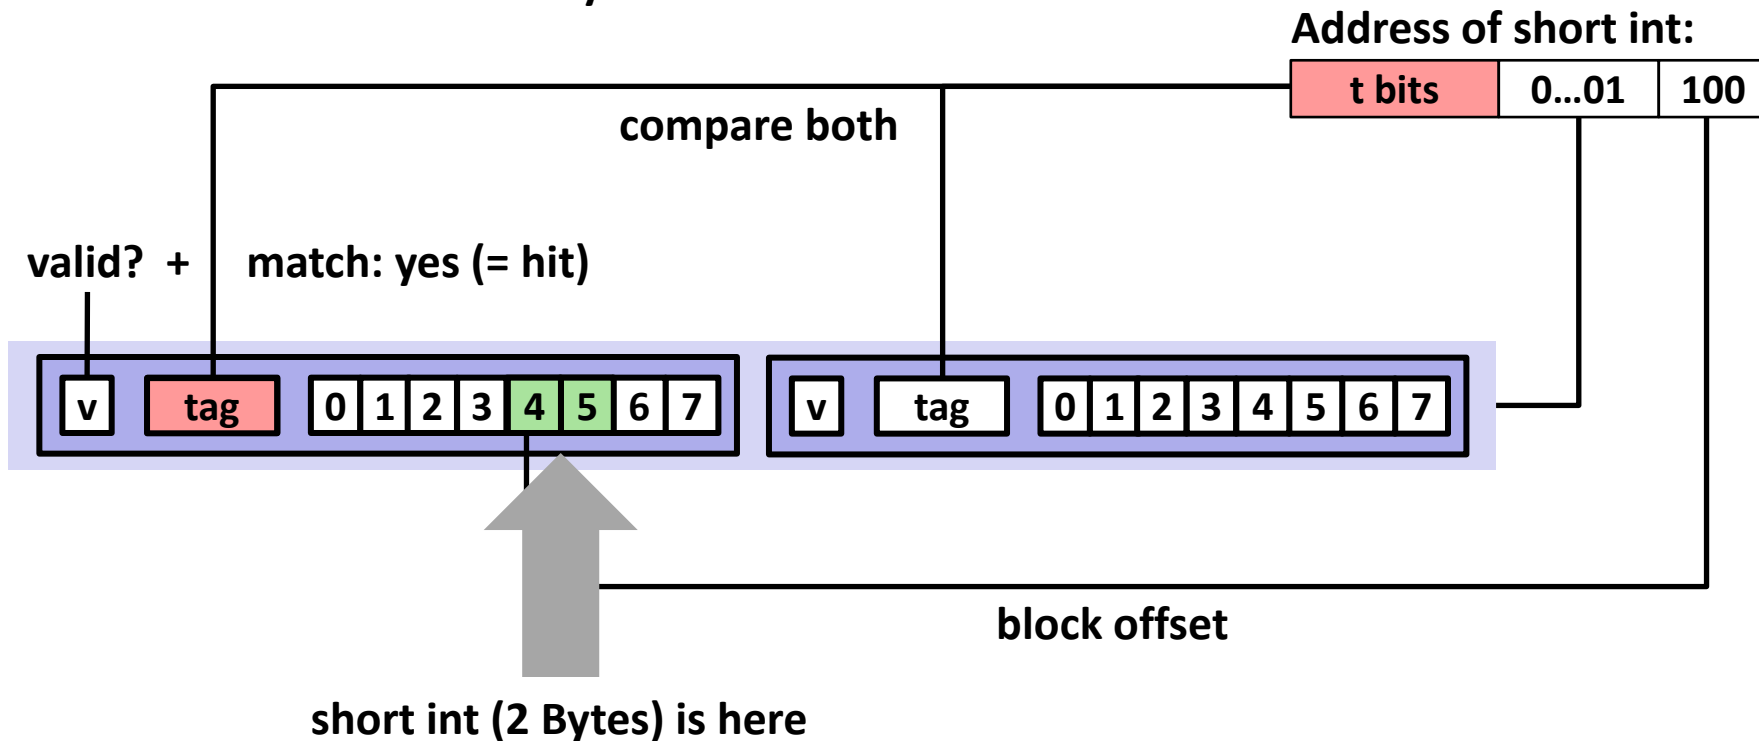 Address of short int:
t bits 0...01 100
compare both
valid? + match: yes (= hit)
v tag 0 1 2 3 4 5 6 7 v tag 0 1 2 3 4 5 6 7
block offset
short int (2 Bytes) is here